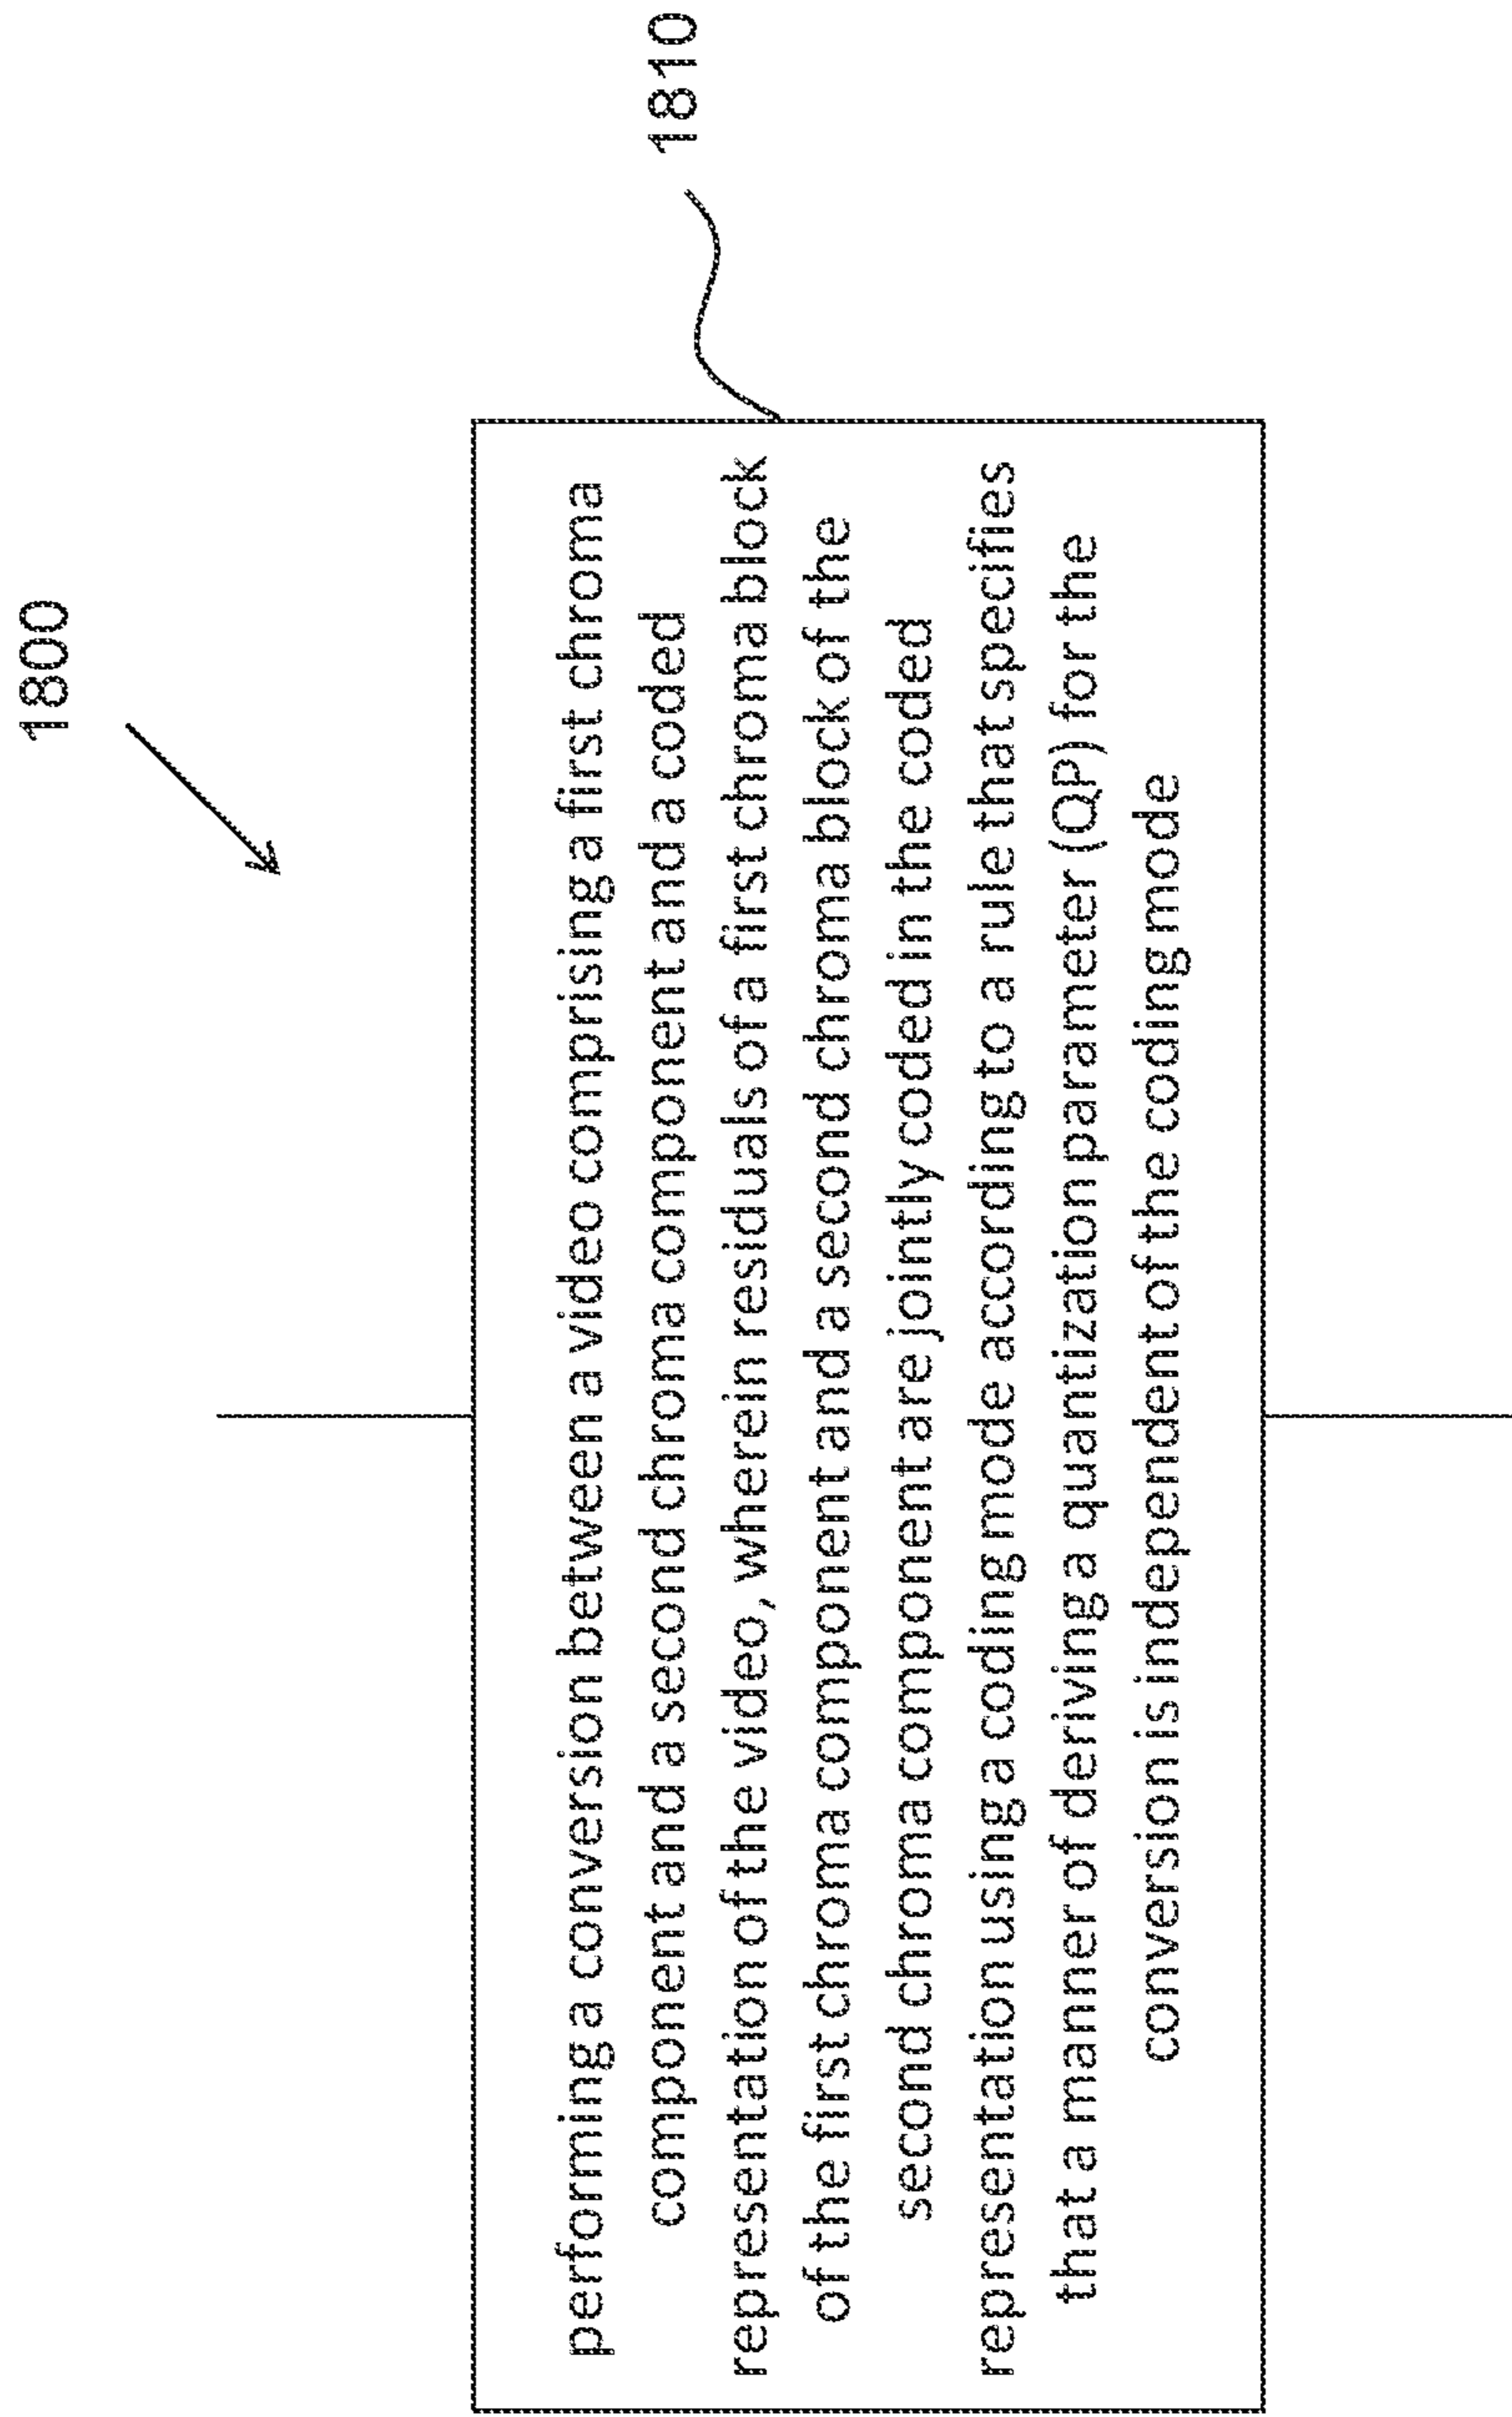 1800
1810
performing a conversion between a video comprising a first chroma
component and a second chroma component and a coded
representation of the video, wherein residuals of a first chroma block
of the first chroma component and a second chroma block of the
second chroma component are jointly coded in the coded
representation using a coding mode according to a rule that specifies
that a manner of deriving a quantization parameter (QP) for the
conversion is independent of the coding mode